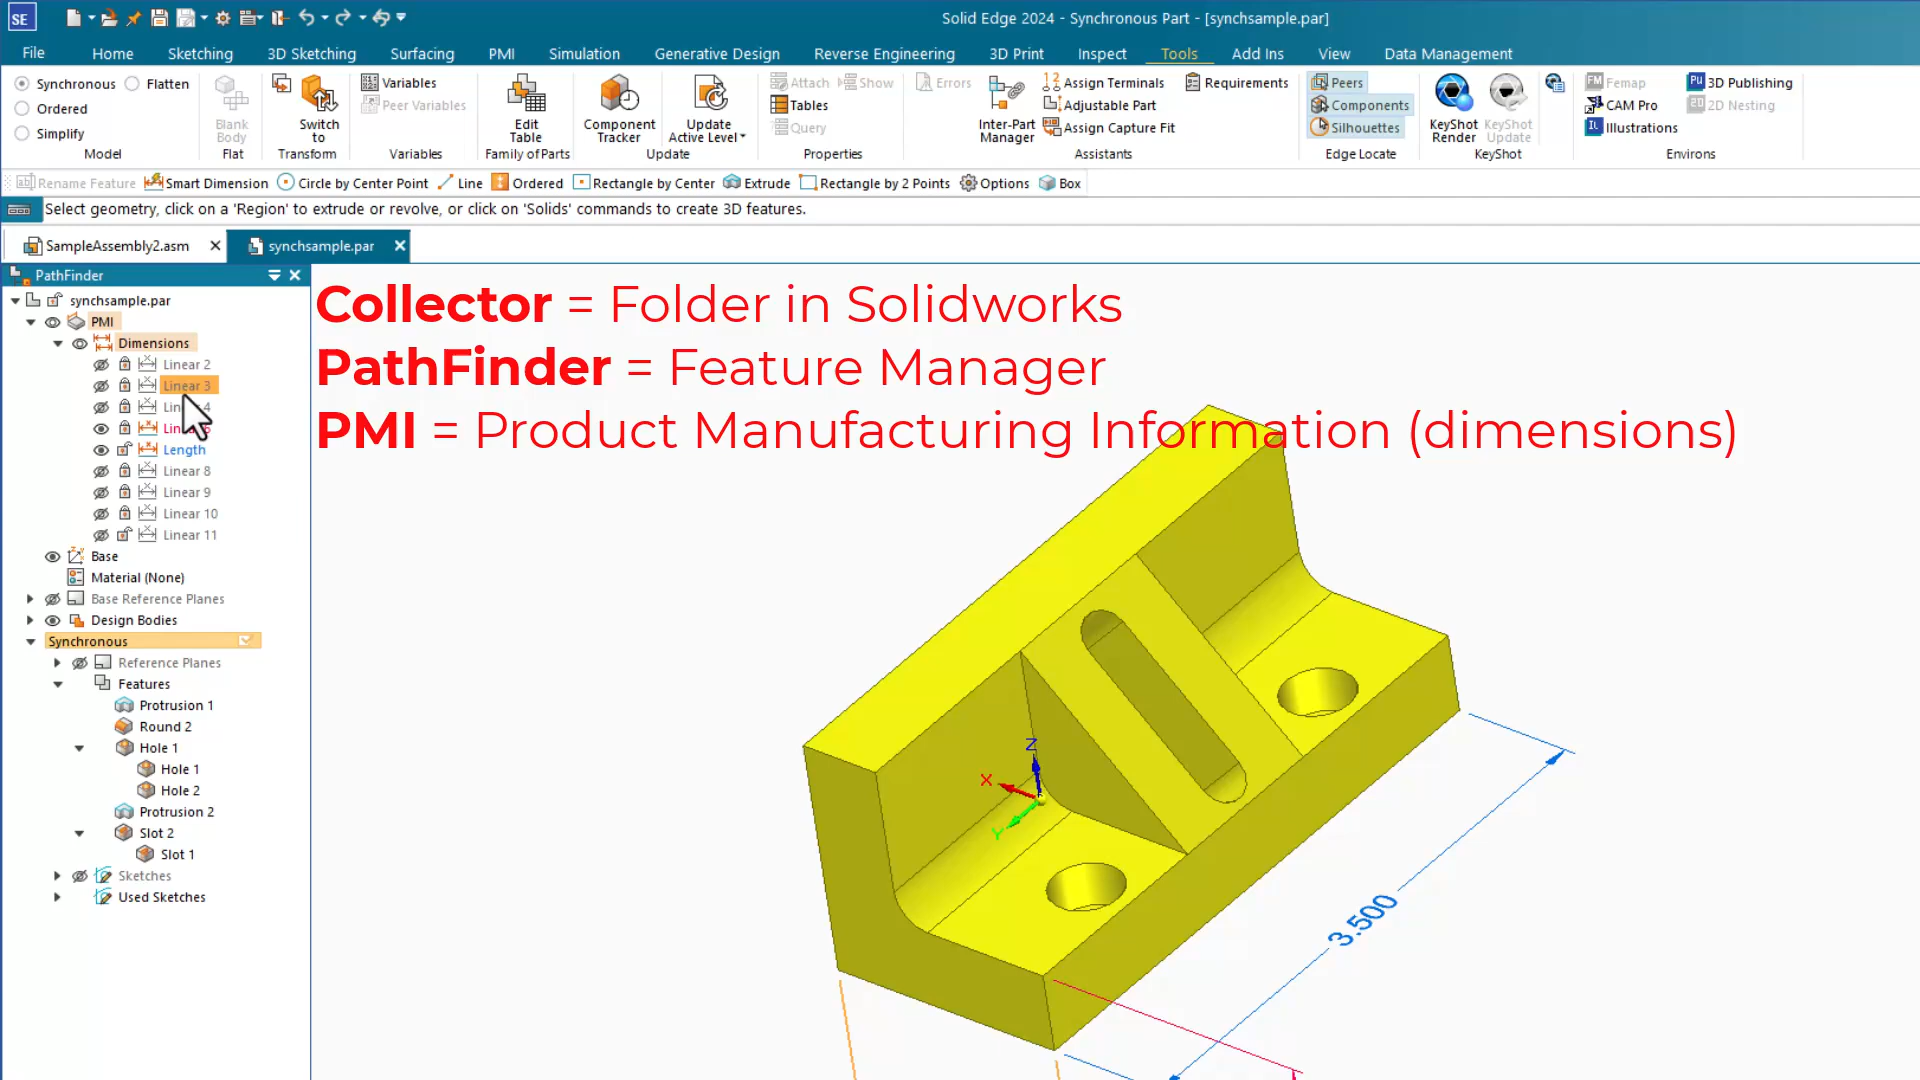 SE
Solid Edge 2024 - Synchronous Part - [synchsample.par]
File Home Sketching 3D Sketching Surfacing PMI Simulation Generative Design Reverse Engineering 3D Print Inspect Tools Add Ins View Data Management
Synchronous Flatten
Ordered
Simplify
Model
Blank Body
Flat
Switch to
Transform
Variables
Peer Variables
Variables
Edit Table
Family of Parts
Component Tracker
Update Active Level
Update
Attach Show
Tables
Query
Properties
Errors
Inter-Part Manager
Assign Terminals
Adjustable Part
Assign Capture Fit
Requirements
Assistants
Peers
Components
Silhouettes
Edge Locate
KeyShot Render
KeyShot Update
KeyShot
FM Femap
CAM Pro
IL Illustrations
Pu 3D Publishing
2D 2D Nesting
Environs
Rename Feature Smart Dimension Circle by Center Point Line Ordered Rectangle by Center Extrude Rectangle by 2 Points Options Box
Select geometry, click on a 'Region' to extrude or revolve, or click on 'Solids' commands to create 3D features.
SampleAssembly2.asm synchsample.par
PathFinder
synchsample.par
PMI
Dimensions
Linear 2
Linear 3
4
Length
Linear 8
Linear 9
Linear 10
Linear 11
Base
Material (None)
Base Reference Planes
Design Bodies
Synchronous
Reference Planes
Features
Protrusion 1
Round 2
Hole 1
Hole 1
Hole 2
Protrusion 2
Slot 2
Slot 1
Sketches
Used Sketches
Collector = Folder in Solidworks
PathFinder = Feature Manager
PMI = Product Manufacturing Information (dimensions)
Z
X
Y
3.500